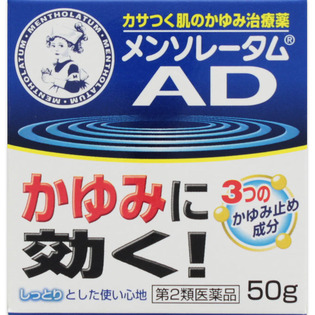 カサつく肌のかゆみ治療薬
メンソレータム®
AD
MENTHOLATUM MENTHOLATUM MENTHOLATUM
かゆみに
効く!
3つの
かゆみ止め
成分
しっとりとした使い心地
第2類医薬品
50g